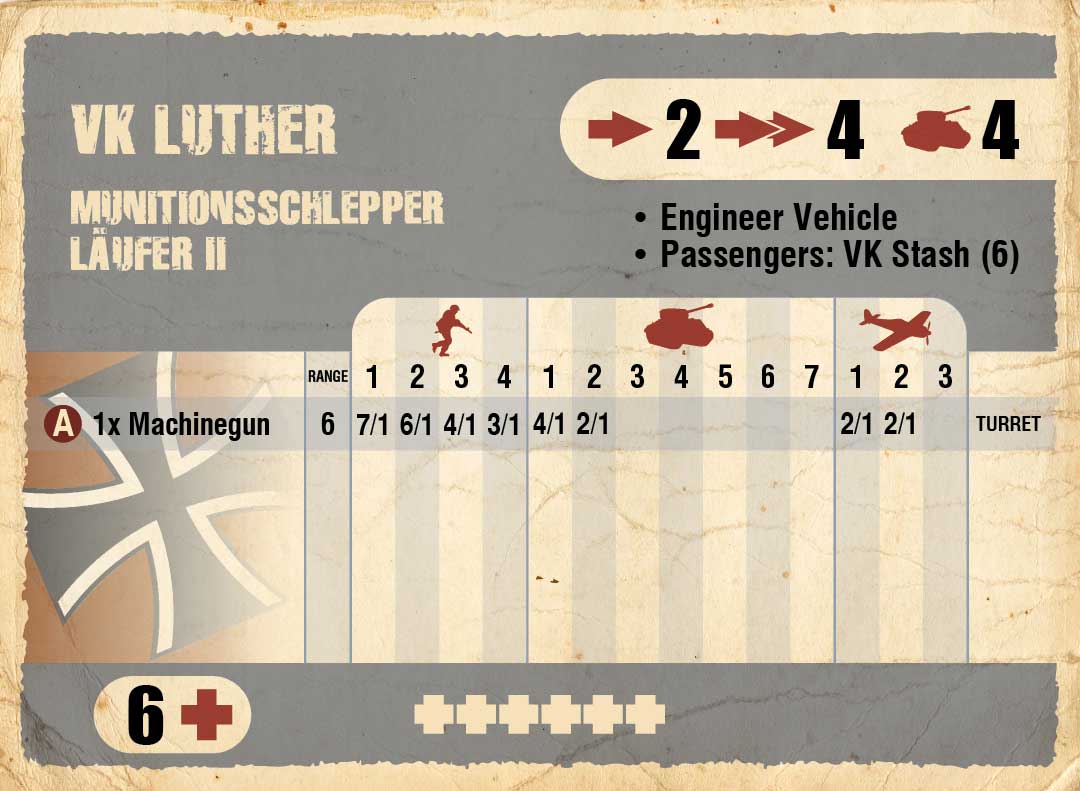 VK LUTHER
MUNITIONSSCHLEPPER
LÄUFER II
2 4 4
• Engineer Vehicle
• Passengers: VK Stash (6)
RANGE 1 2 3 4 1 2 3 4 5 6 7 1 2 3
A 1x Machinegun 6 7/1 6/1 4/1 3/1 4/1 2/1 2/1 2/1 TURRET
6